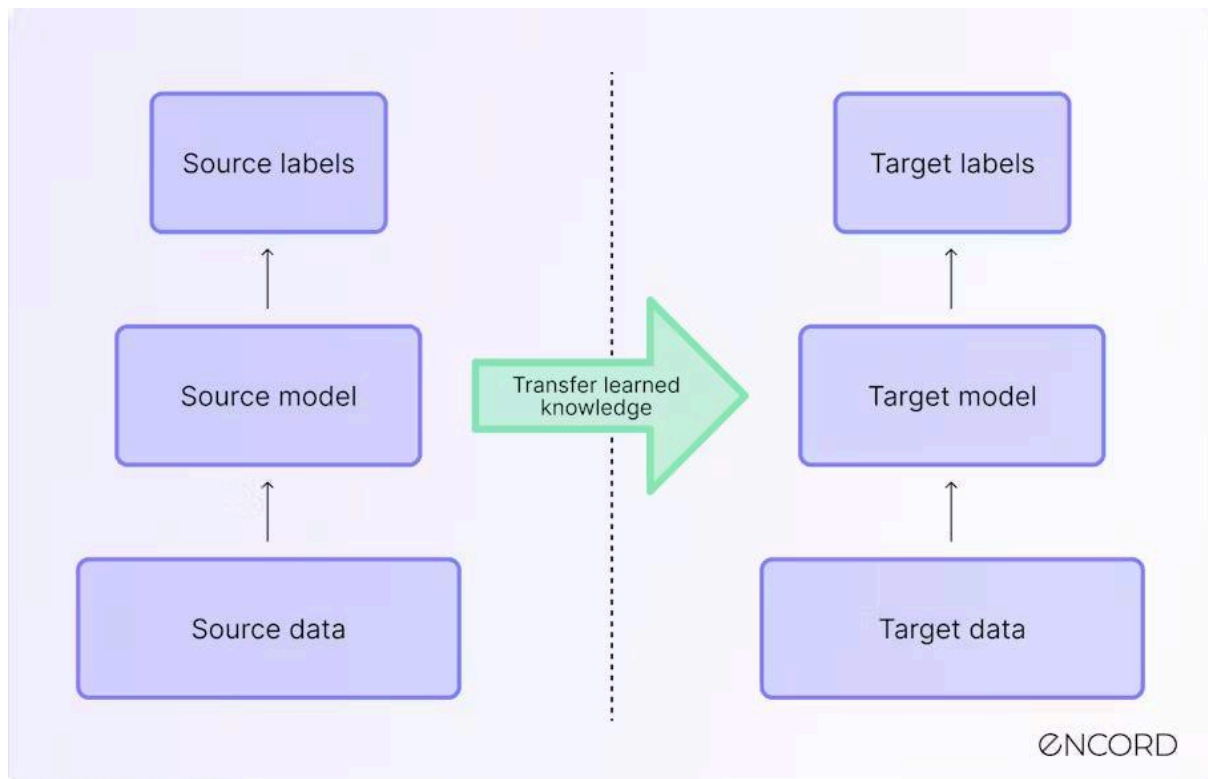 Source labels
Target labels
Source model
Transfer learned
knowledge
Target model
Source data
Target data
ENCORD